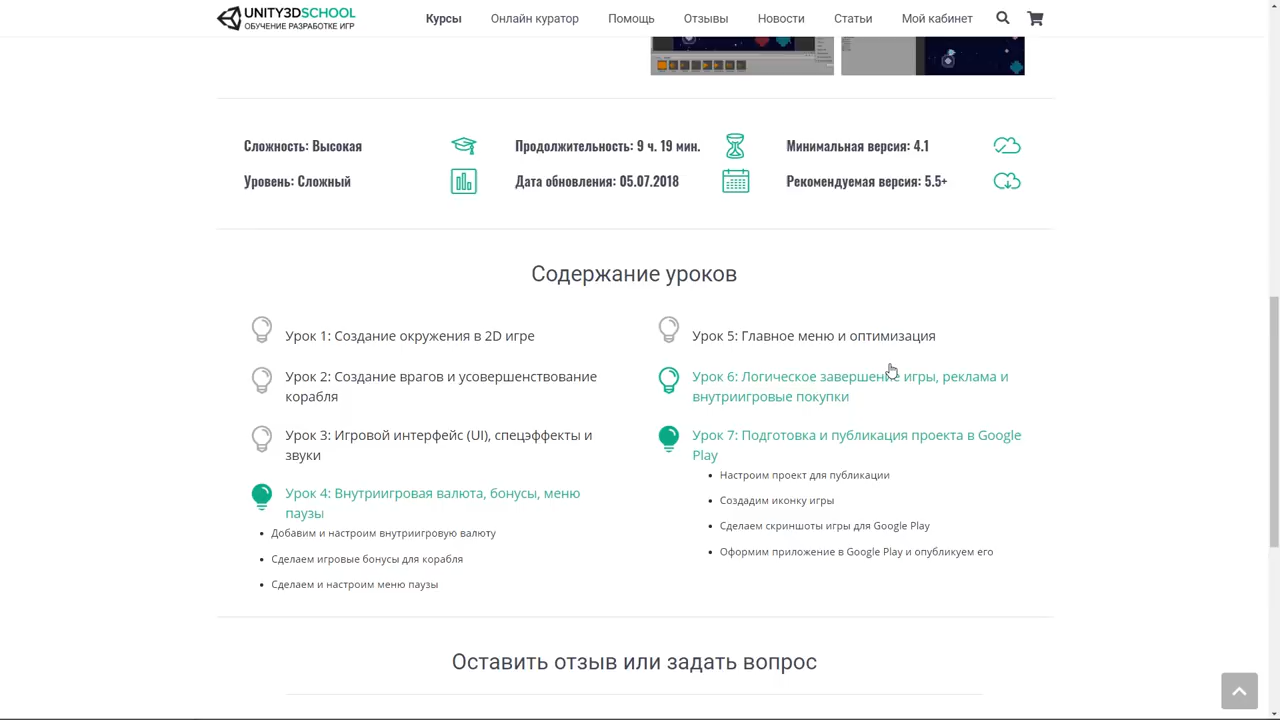 UNITY3DSCHOOL
ОБУЧЕНИЕ РАЗРАБОТКЕ ИГР
Курсы Онлайн куратор Помощь Отзывы Новости Статьи Мой кабинет
Сложность: Высокая
Продолжительность: 9 ч. 19 мин.
Минимальная версия: 4.1
Уровень: Сложный
Дата обновления: 05.07.2018
Рекомендуемая версия: 5.5+
Содержание уроков
Урок 1: Создание окружения в 2D игре
Урок 2: Создание врагов и усовершенствование
корабля
Урок 3: Игровой интерфейс (UI), спецэффекты и
звуки
Урок 4: Внутриигровая валюта, бонусы, меню
паузы
Добавим и настроим внутриигровую валюту
Сделаем игровые бонусы для корабля
Сделаем и настроим меню паузы
Урок 5: Главное меню и оптимизация
Урок 6: Логическое завершение игры, реклама и
внутриигровые покупки
Урок 7: Подготовка и публикация проекта в Google
Play
Настроим проект для публикации
Создадим иконку игры
Сделаем скриншоты игры для Google Play
Оформим приложение в Google Play и опубликуем его
Оставить отзыв или задать вопрос